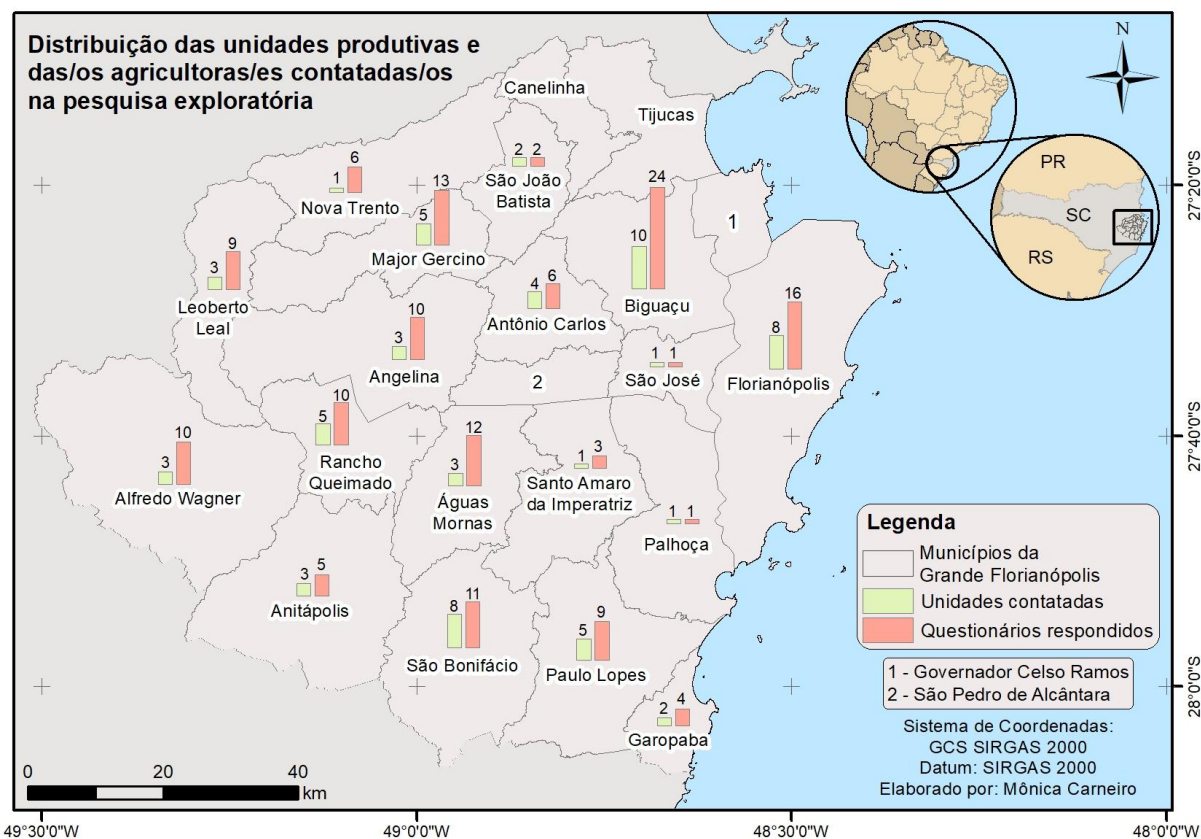 Distribuição das unidades produtivas e
das/os agricultoras/es contatadas/os
na pesquisa exploratória
N
Canelinha
Tijucas
PR
SC
RS
2 2
São João
Batista
1 6
Nova Trento
5 13
Major Gercino
10 24
Biguaçu
1
3 9
Leoberto
Leal
4 6
Antônio Carlos
8 16
Florianópolis
3 10
Angelina
2
1 1
São José
5 10
Rancho
Queimado
3 10
Alfredo Wagner
3 12
Águas
Mornas
1 3
Santo Amaro
da Imperatriz
1 1
Palhoça
3 5
Anitápolis
8 11
São Bonifácio
5 9
Paulo Lopes
2 4
Garopaba
Legenda
Municípios da
Grande Florianópolis
Unidades contatadas
Questionários respondidos
1 - Governador Celso Ramos
2 - São Pedro de Alcântara
Sistema de Coordenadas:
GCS SIRGAS 2000
Datum: SIRGAS 2000
Elaborado por: Mônica Carneiro
0 20 40
km
27°20'0"S
27°40'0"S
28°0'0"S
49°30'0"W 49°0'0"W 48°30'0"W 48°0'0"W